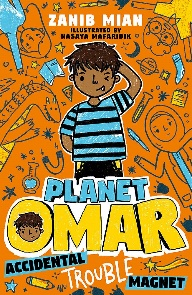 ZANIB MIAN
ILLUSTRATED BY
NASAYA MAFARIDIK
PLANET
OMAR
ACCIDENTAL
TROUBLE
MAGNET